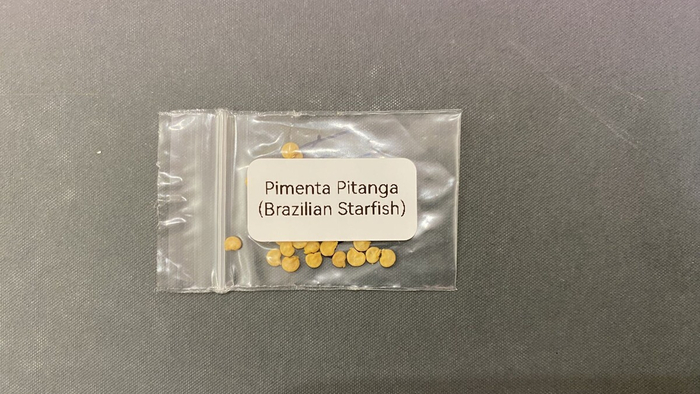 Pimenta Pitanga
(Brazilian Starfish)